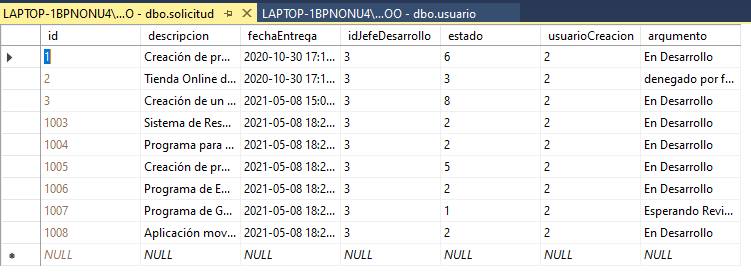 LAPTOP-1BPNONU4\...O - dbo.solicitud LAPTOP-1BPNONU4\...OO - dbo.usuario
id descripcion fechaEntrega idJefeDesarrollo estado usuarioCreacion argumento
1 Creación de pr... 2020-10-30 17:1... 3 6 2 En Desarrollo
2 Tienda Online d... 2020-10-30 17:1... 3 3 2 denegado por f...
3 Creación de un ... 2021-05-08 15:0... 3 8 2 En Desarrollo
1003 Sistema de Res... 2021-05-08 18:2... 3 2 2 En Desarrollo
1004 Programa para ... 2021-05-08 18:2... 3 2 2 En Desarrollo
1005 Creación de pr... 2021-05-08 18:2... 3 5 2 En Desarrollo
1006 Programa de E... 2021-05-08 18:2... 3 2 2 En Desarrollo
1007 Programa de G... 2021-05-08 18:2... 3 1 2 Esperando Revi...
1008 Aplicación mov... 2021-05-08 18:2... 3 2 2 En Desarrollo
NULL NULL NULL NULL NULL NULL NULL